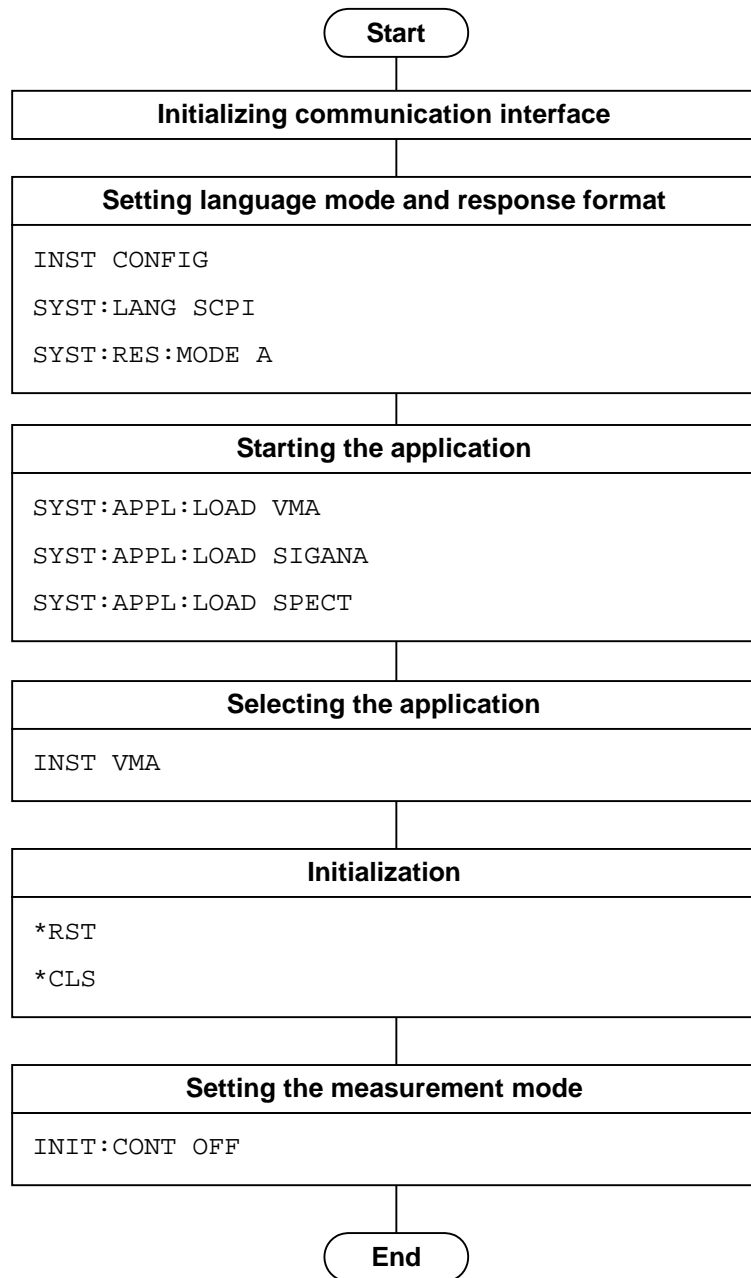 Start
Initializing communication interface
Setting language mode and response format
INST CONFIG
SYST:LANG SCPI
SYST:RES:MODE A
Starting the application
SYST:APPL:LOAD VMA
SYST:APPL:LOAD SIGANA
SYST:APPL:LOAD SPECT
Selecting the application
INST VMA
Initialization
*RST
*CLS
Setting the measurement mode
INIT:CONT OFF
End